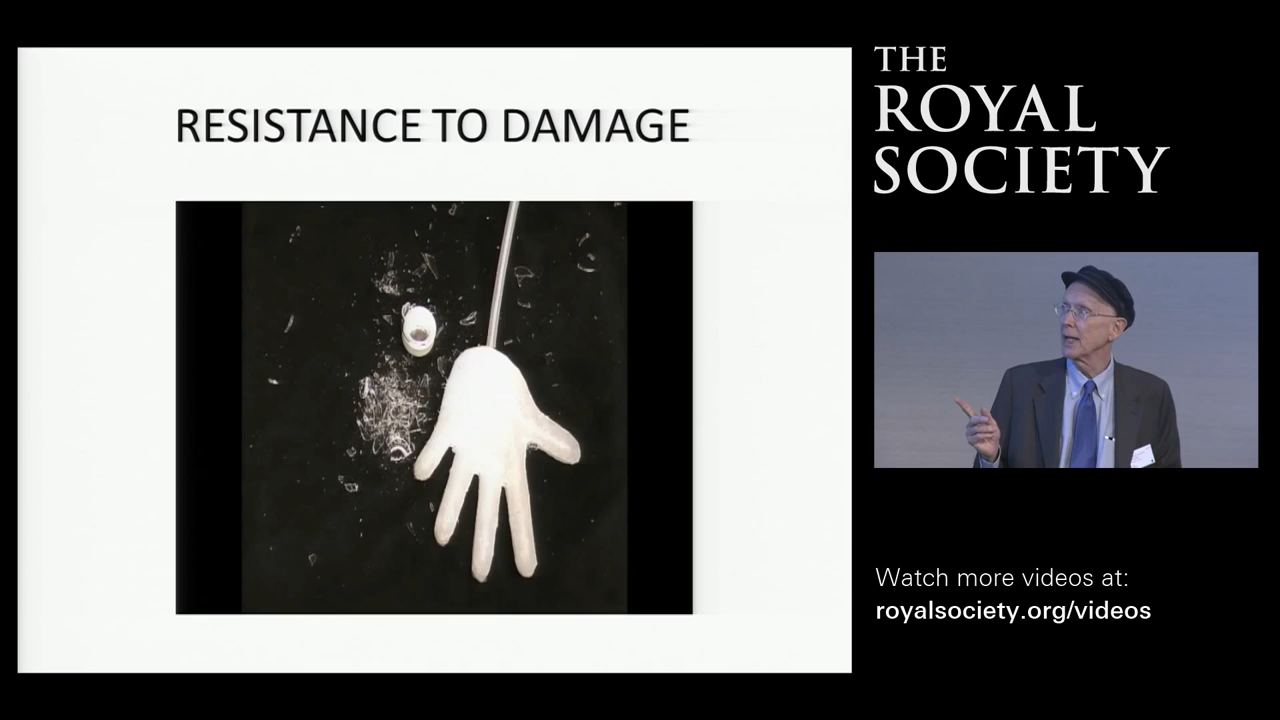 RESISTANCE TO DAMAGE
THE
ROYAL
SOCIETY
Watch more videos at:
royalsociety.org/videos